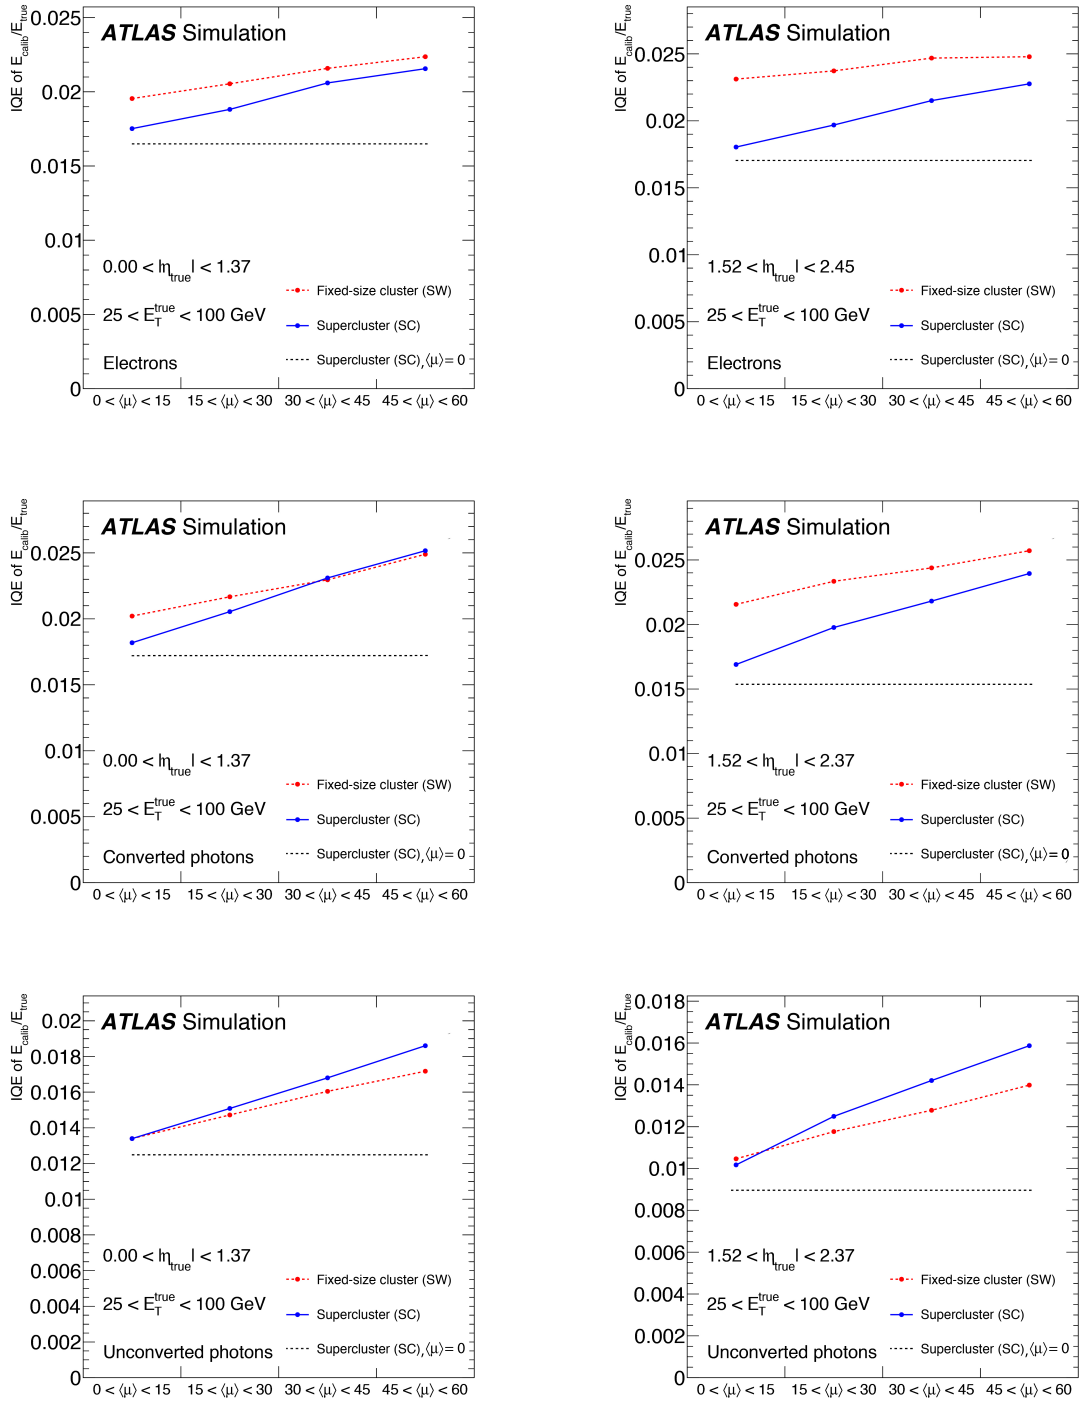 IQE of E_calib/E_true
ATLAS Simulation
0.025
0.02
0.015
0.01
0.005
0
0.00 < |η_true| < 1.37
25 < E_T^true < 100 GeV
Electrons
Fixed-size cluster (SW)
Supercluster (SC)
Supercluster (SC), ⟨μ⟩ = 0
0 < ⟨μ⟩ < 15 15 < ⟨μ⟩ < 30 30 < ⟨μ⟩ < 45 45 < ⟨μ⟩ < 60
IQE of E_calib/E_true
ATLAS Simulation
0.025
0.02
0.015
0.01
0.005
0
1.52 < |η_true| < 2.45
25 < E_T^true < 100 GeV
Electrons
Fixed-size cluster (SW)
Supercluster (SC)
Supercluster (SC), ⟨μ⟩ = 0
0 < ⟨μ⟩ < 15 15 < ⟨μ⟩ < 30 30 < ⟨μ⟩ < 45 45 < ⟨μ⟩ < 60
IQE of E_calib/E_true
ATLAS Simulation
0.025
0.02
0.015
0.01
0.005
0
0.00 < |η_true| < 1.37
25 < E_T^true < 100 GeV
Converted photons
Fixed-size cluster (SW)
Supercluster (SC)
Supercluster (SC), ⟨μ⟩ = 0
0 < ⟨μ⟩ < 15 15 < ⟨μ⟩ < 30 30 < ⟨μ⟩ < 45 45 < ⟨μ⟩ < 60
IQE of E_calib/E_true
ATLAS Simulation
0.025
0.02
0.015
0.01
0.005
0
1.52 < |η_true| < 2.37
25 < E_T^true < 100 GeV
Converted photons
Fixed-size cluster (SW)
Supercluster (SC)
Supercluster (SC), ⟨μ⟩ = 0
0 < ⟨μ⟩ < 15 15 < ⟨μ⟩ < 30 30 < ⟨μ⟩ < 45 45 < ⟨μ⟩ < 60
IQE of E_calib/E_true
ATLAS Simulation
0.02
0.018
0.016
0.014
0.012
0.01
0.008
0.006
0.004
0.002
0
0.00 < |η_true| < 1.37
25 < E_T^true < 100 GeV
Unconverted photons
Fixed-size cluster (SW)
Supercluster (SC)
Supercluster (SC), ⟨μ⟩ = 0
0 < ⟨μ⟩ < 15 15 < ⟨μ⟩ < 30 30 < ⟨μ⟩ < 45 45 < ⟨μ⟩ < 60
IQE of E_calib/E_true
ATLAS Simulation
0.018
0.016
0.014
0.012
0.01
0.008
0.006
0.004
0.002
0
1.52 < |η_true| < 2.37
25 < E_T^true < 100 GeV
Unconverted photons
Fixed-size cluster (SW)
Supercluster (SC)
Supercluster (SC), ⟨μ⟩ = 0
0 < ⟨μ⟩ < 15 15 < ⟨μ⟩ < 30 30 < ⟨μ⟩ < 45 45 < ⟨μ⟩ < 60